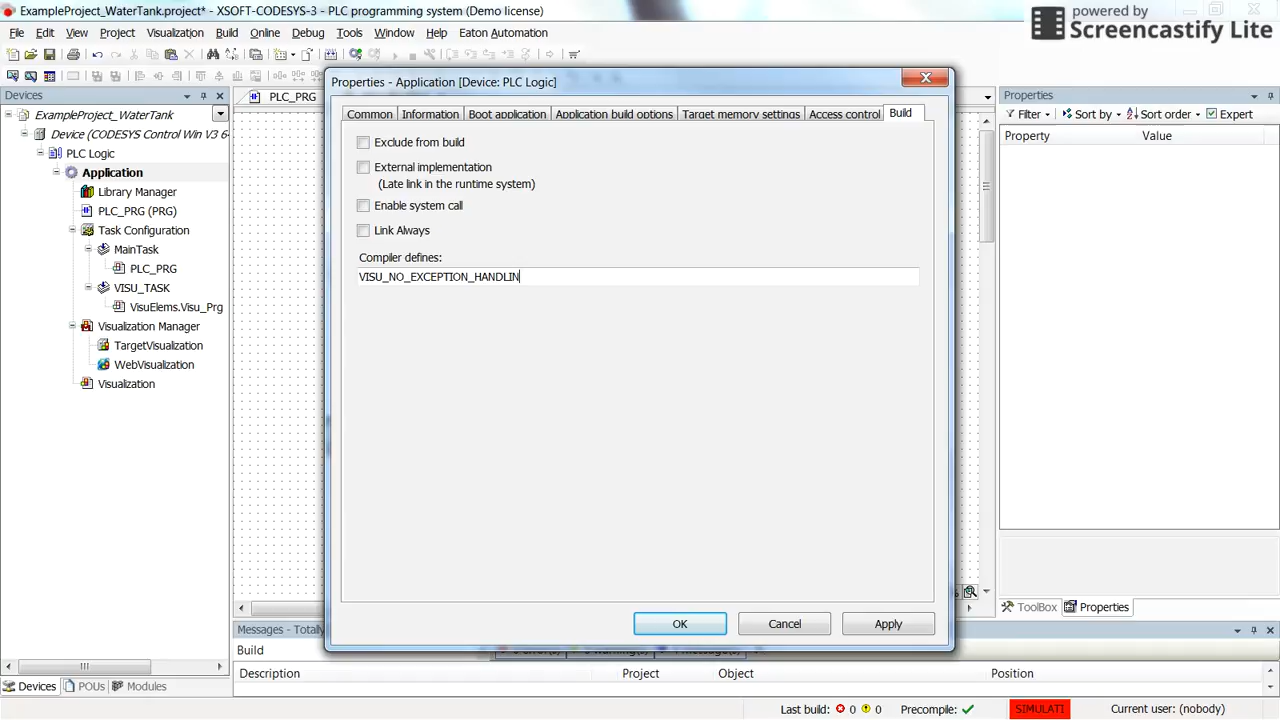 ExampleProject_WaterTank.project* - XSOFT-CODESYS-3 - PLC programming system (Demo license)
powered by
Screencastify Lite
File Edit View Project Visualization Build Online Debug Tools Window Help Eaton Automation
Devices
ExampleProject_WaterTank
Device (CODESYS Control Win V3 6
PLC Logic
Application
Library Manager
PLC_PRG (PRG)
Task Configuration
MainTask
PLC_PRG
VISU_TASK
VisuElems.Visu_Prg
Visualization Manager
TargetVisualization
WebVisualization
Visualization
Devices POUs Modules
PLC_PRG
Properties - Application [Device: PLC Logic]
Common Information Boot application Application build options Target memory settings Access control Build
Exclude from build
External implementation
(Late link in the runtime system)
Enable system call
Link Always
Compiler defines:
VISU_NO_EXCEPTION_HANDLIN
OK Cancel Apply
Properties
Filter Sort by Sort order Expert
Property Value
ToolBox Properties
Messages - Totally
Build
Description Project Object Position
Last build: 0 0 Precompile: SIMULATI Current user: (nobody)